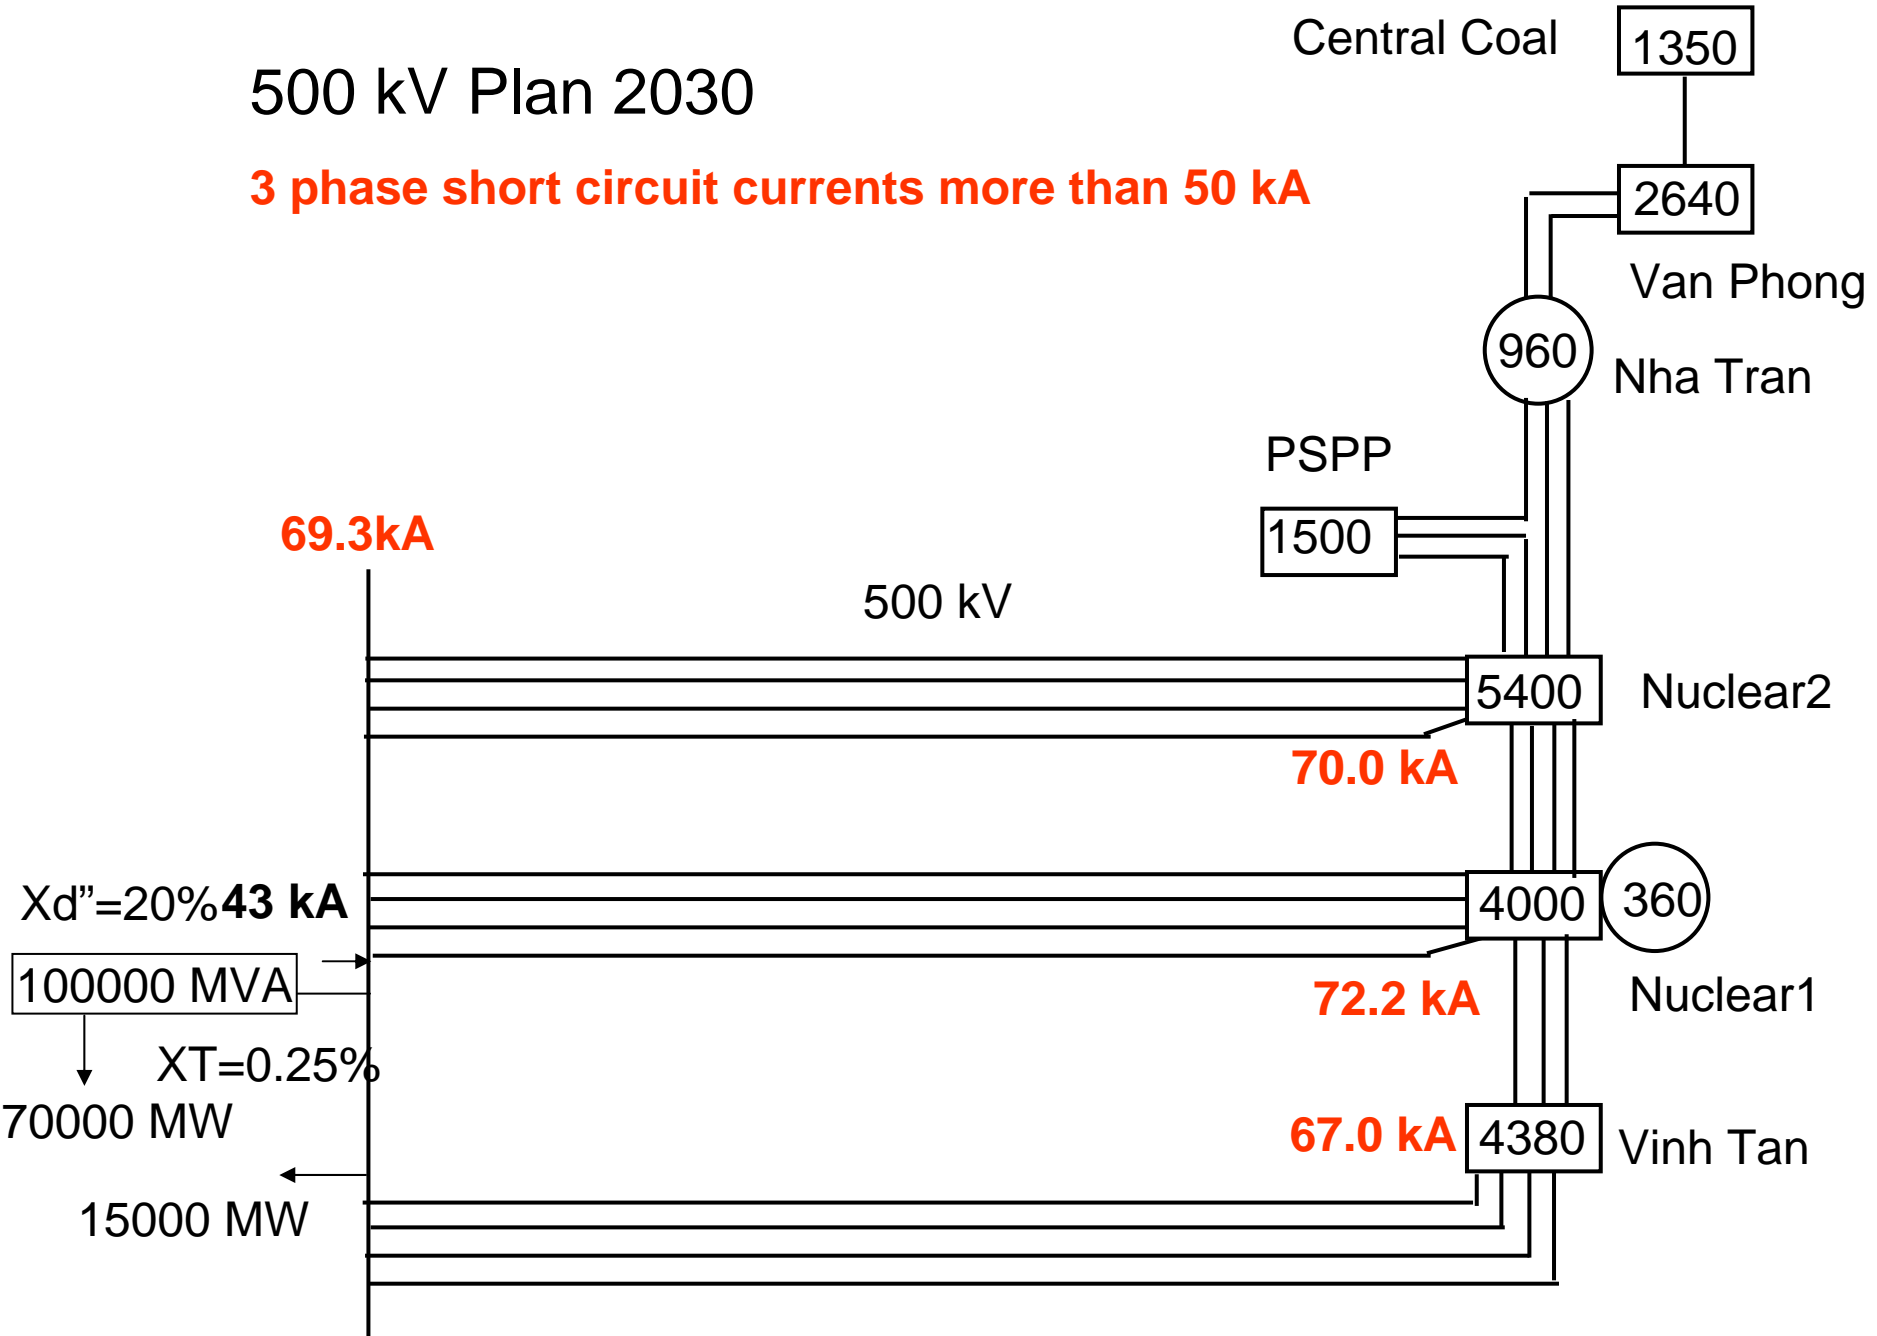 Central Coal
1350
500 kV Plan 2030
3 phase short circuit currents more than 50 kA
2640
Van Phong
960
Nha Tran
PSPP
1500
69.3kA
500 kV
5400
Nuclear2
70.0 kA
Xd”=20%
43 kA
4000
360
100000 MVA
72.2 kA
Nuclear1
XT=0.25%
70000 MW
67.0 kA
4380
Vinh Tan
15000 MW